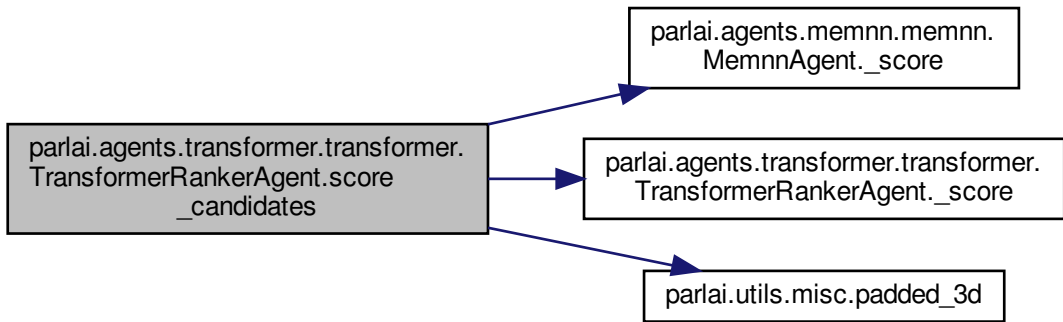 parlai.agents.transformer.transformer.
TransformerRankerAgent.score
_candidates
parlai.agents.memnn.memnn.
MemnnAgent._score
parlai.agents.transformer.transformer.
TransformerRankerAgent._score
parlai.utils.misc.padded_3d